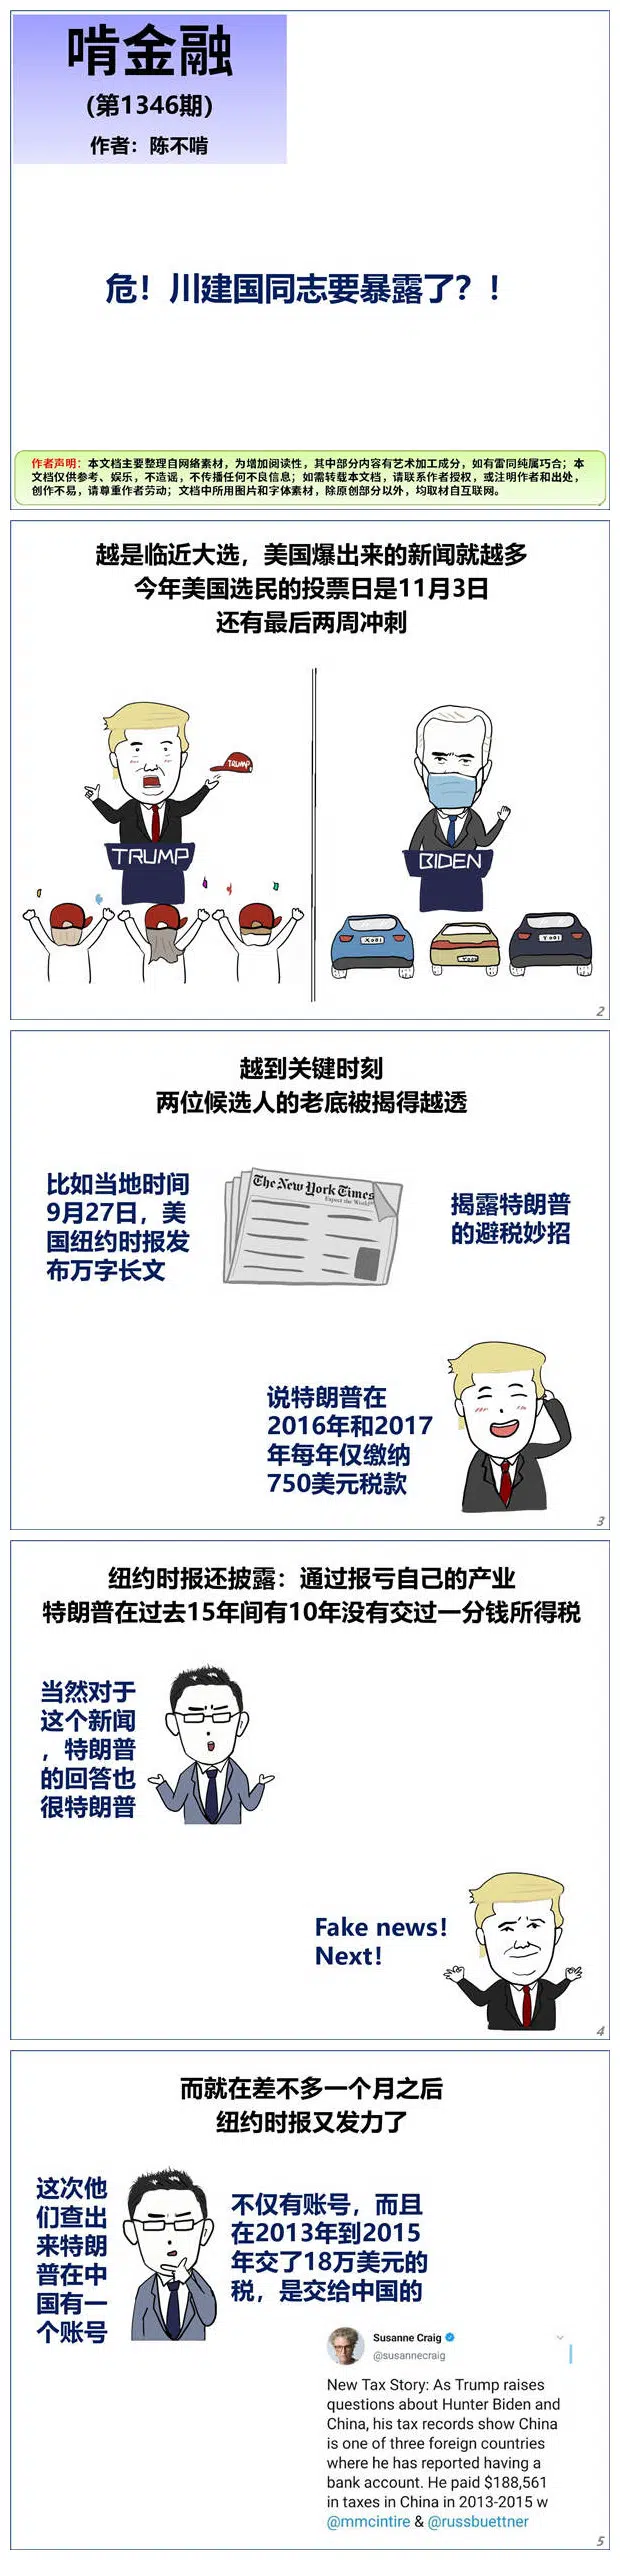 啃金融
(第1346期)
作者：陈不啃
危！川建国同志要暴露了？！
作者声明：本文档主要整理自网络素材，为增加阅读性，其中部分内容有艺术加工成分，如有雷同纯属巧合；本
文档仅供参考、娱乐，不造谣，不传播任何不良信息；如需转载本文档，请联系作者授权，或注明作者和出处，
创作不易，请尊重作者劳动；文档中所用图片和字体素材，除原创部分以外，均取材自互联网。
越是临近大选，美国爆出来的新闻就越多
今年美国选民的投票日是11月3日
还有最后两周冲刺
TRUMP
TRUMP
BIDEN
X001
Y001
2
越到关键时刻
两位候选人的老底被揭得越透
比如当地时间
9月27日，美
国纽约时报发
布万字长文
The New York Times
揭露特朗普
的避税妙招
说特朗普在
2016年和2017
年每年仅缴纳
750美元税款
3
纽约时报还披露：通过报亏自己的产业
特朗普在过去15年间有10年没有交过一分钱所得税
当然对于
这个新闻
，特朗普
的回答也
很特朗普
Fake news!
Next!
4
而就在差不多一个月之后
纽约时报又发力了
这次他
们查出
来特朗
普在中
国有一
个账号
不仅有账号，而且
在2013年到2015
年交了18万美元的
税，是交给中国的
Susanne Craig
@susannecraig
New Tax Story: As Trump raises
questions about Hunter Biden and
China, his tax records show China
is one of three foreign countries
where he has reported having a
bank account. He paid $188,561
in taxes in China in 2013-2015 w
@mmcintire & @russbuettner
5